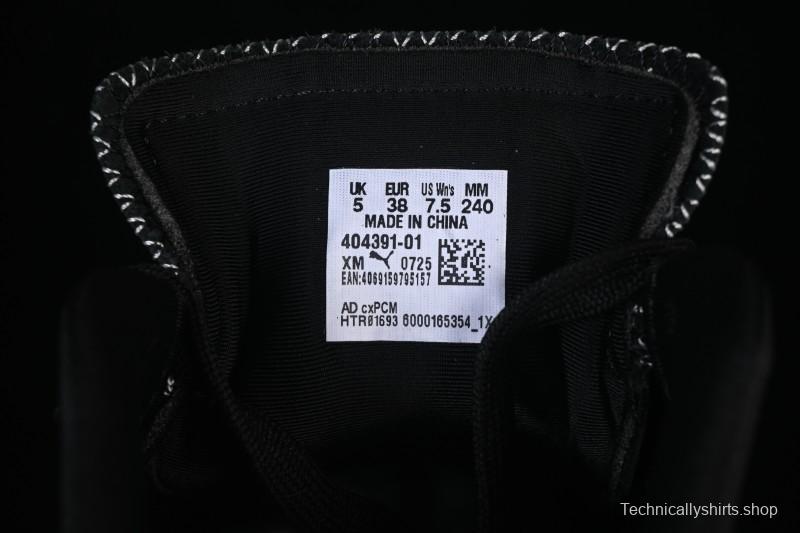 UK EUR US Wn's MM
5 38 7.5 240
MADE IN CHINA
404391-01
XM 0725
EAN:4069159795157
AD cxPCM
HTR01693 6000165354_1X
Technicallyshirts.shop